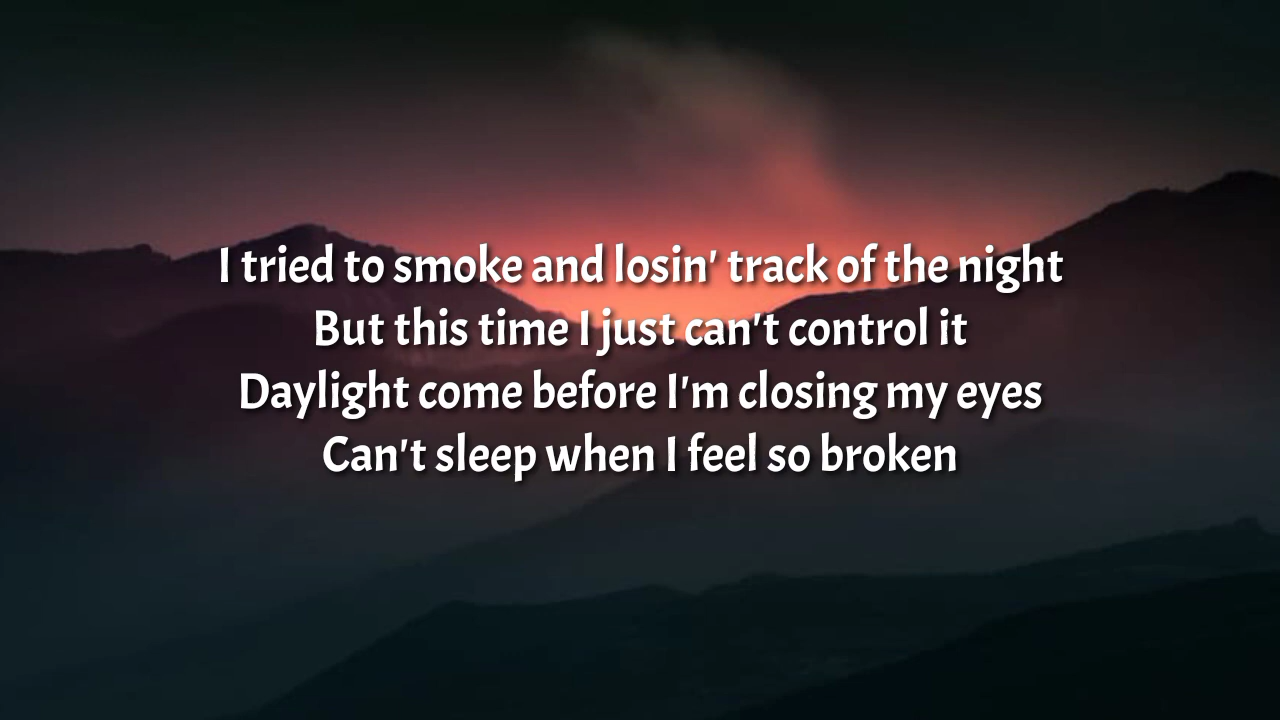 I tried to smoke and losin' track of the night
But this time I just can't control it
Daylight come before I'm closing my eyes
Can't sleep when I feel so broken